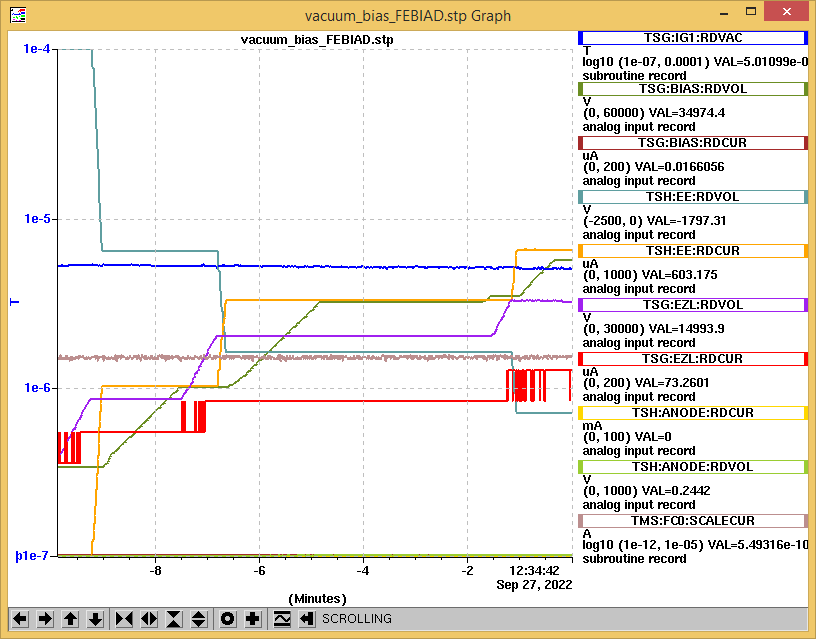 vacuum_bias_FEBIAD.stp Graph
vacuum_bias_FEBIAD.stp
1e-4
1e-5
T
1e-6
1e-7
-8
-6
-4
-2
12:34:42
Sep 27, 2022
(Minutes)
TSG:IG1:RDVAC
T
log10 (1e-07, 0.0001) VAL=5.01099e-0
subroutine record
TSG:BIAS:RDVOL
V
(0, 60000) VAL=34974.4
analog input record
TSG:BIAS:RDCUR
uA
(0, 200) VAL=0.0166056
analog input record
TSH:EE:RDVOL
V
(-2500, 0) VAL=-1797.31
analog input record
TSH:EE:RDCUR
uA
(0, 1000) VAL=603.175
analog input record
TSG:EZL:RDVOL
V
(0, 30000) VAL=14993.9
analog input record
TSG:EZL:RDCUR
uA
(0, 200) VAL=73.2601
analog input record
TSH:ANODE:RDCUR
mA
(0, 100) VAL=0
analog input record
TSH:ANODE:RDVOL
V
(0, 1000) VAL=0.2442
analog input record
TMS:FC0:SCALECUR
A
log10 (1e-12, 1e-05) VAL=5.49316e-10
subroutine record
SCROLLING